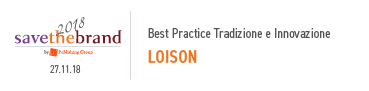 2018
savethebrand
by Publishing Group
27.11.18
Best Practice Tradizione e Innovazione
LOISON